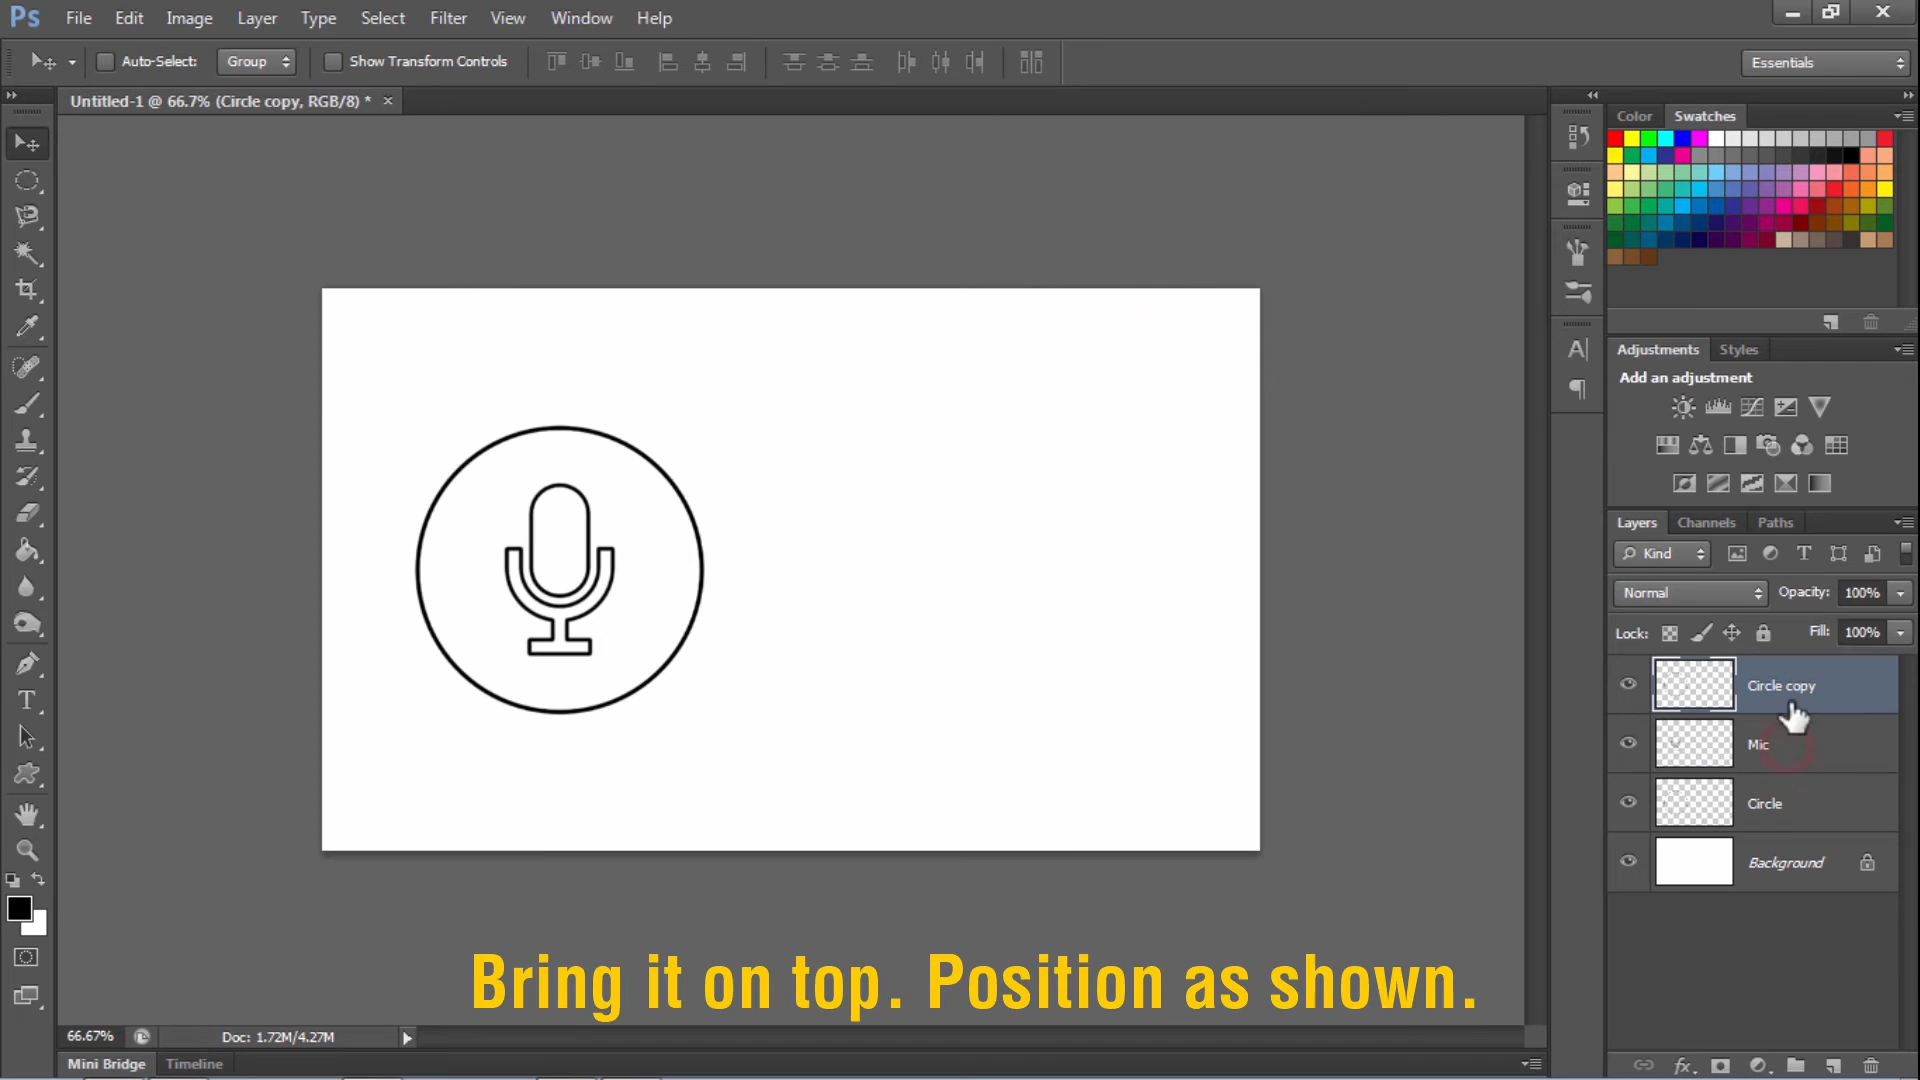 Ps File Edit Image Layer Type Select Filter View Window Help
Auto-Select: Group Show Transform Controls Essentials
Untitled-1 @ 66.7% (Circle copy, RGB/8) *
Color Swatches
Adjustments Styles
Add an adjustment
Layers Channels Paths
Kind
Normal Opacity: 100%
Lock: Fill: 100%
Circle copy
Mic
Circle
Background
Bring it on top. Position as shown.
66.67% Doc: 1.72M/4.27M
Mini Bridge Timeline